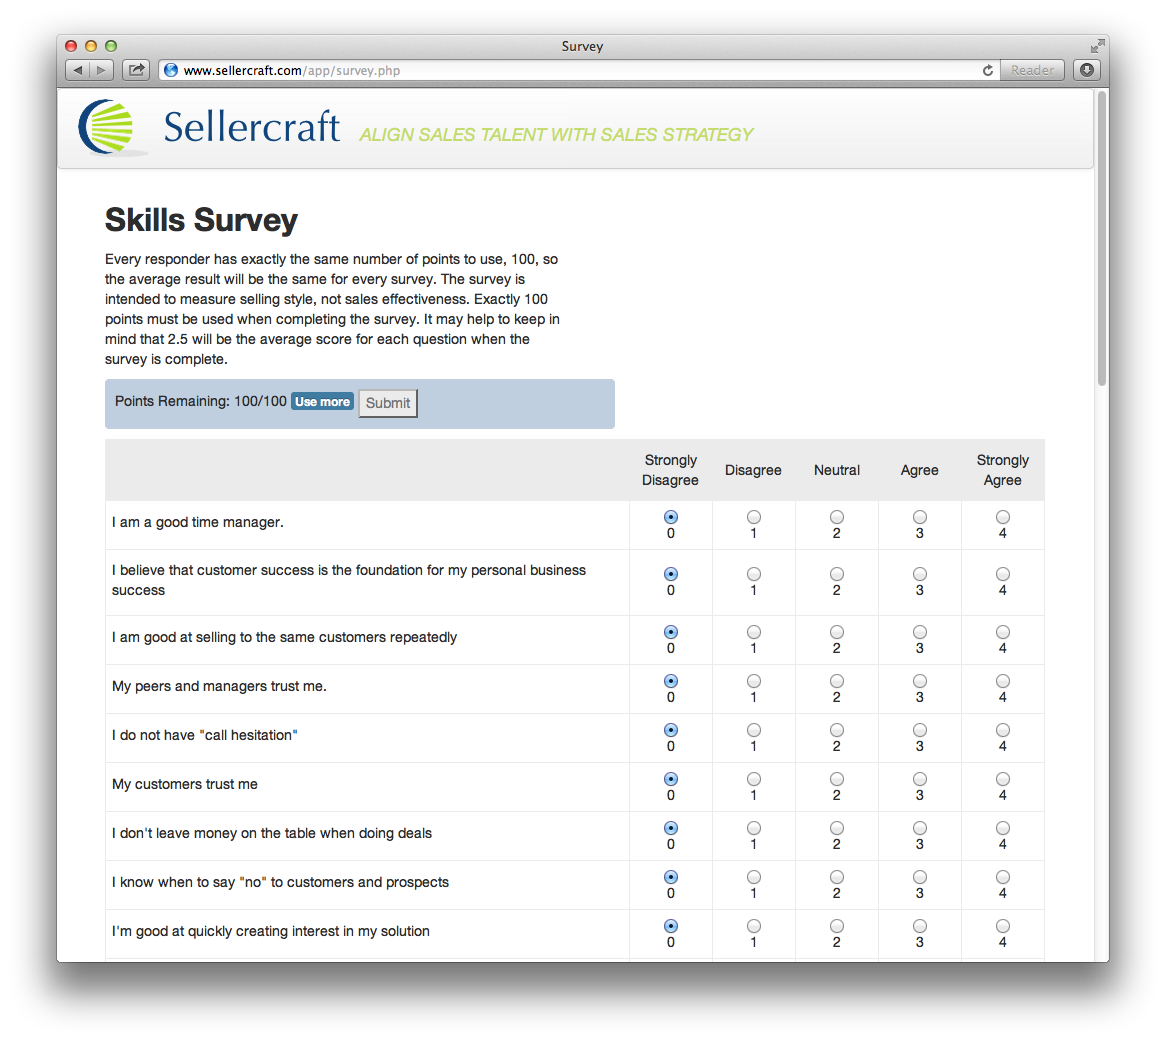 Survey
www.sellercraft.com/app/survey.php
Reader
Sellercraft ALIGN SALES TALENT WITH SALES STRATEGY
Skills Survey
Every responder has exactly the same number of points to use, 100, so
the average result will be the same for every survey. The survey is
intended to measure selling style, not sales effectiveness. Exactly 100
points must be used when completing the survey. It may help to keep in
mind that 2.5 will be the average score for each question when the
survey is complete.
Points Remaining: 100/100 Use more Submit
Strongly Disagree Disagree Neutral Agree Strongly Agree
I am a good time manager.
0 1 2 3 4
I believe that customer success is the foundation for my personal business
success
0 1 2 3 4
I am good at selling to the same customers repeatedly
0 1 2 3 4
My peers and managers trust me.
0 1 2 3 4
I do not have "call hesitation"
0 1 2 3 4
My customers trust me
0 1 2 3 4
I don't leave money on the table when doing deals
0 1 2 3 4
I know when to say "no" to customers and prospects
0 1 2 3 4
I'm good at quickly creating interest in my solution
0 1 2 3 4